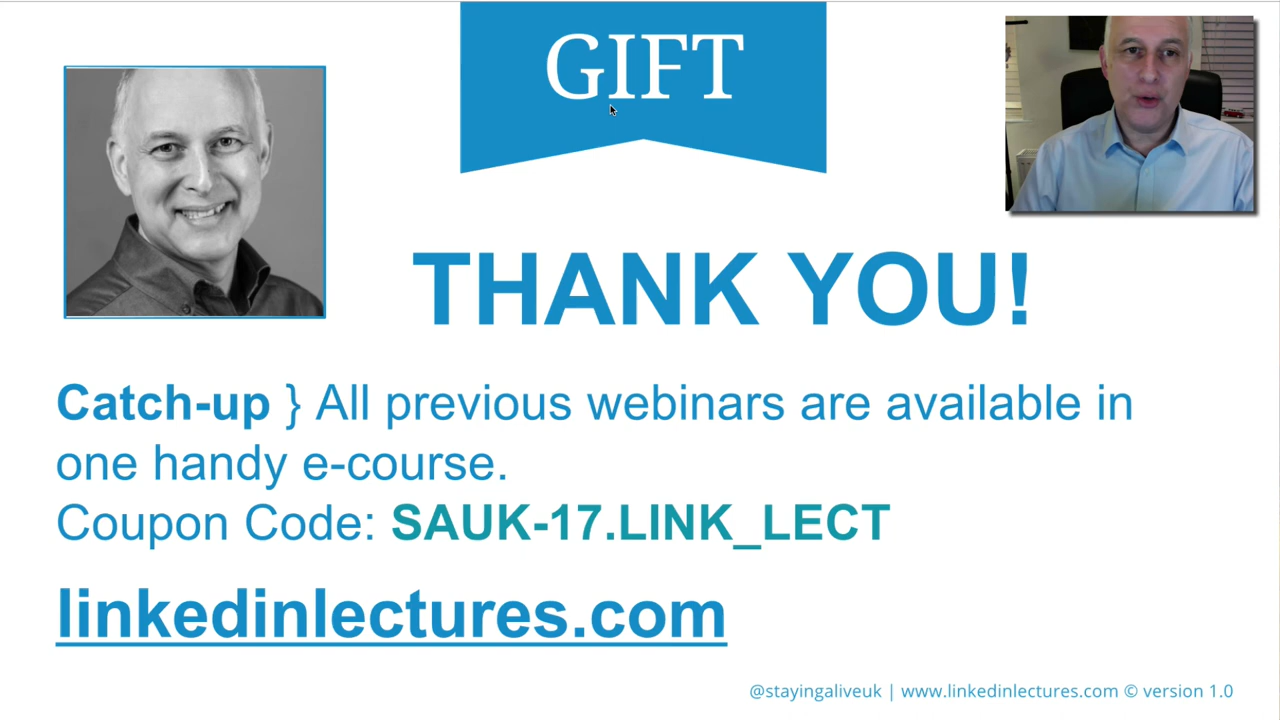 GIFT
THANK YOU!
Catch-up } All previous webinars are available in
one handy e-course.
Coupon Code: SAUK-17.LINK_LECT
linkedinlectures.com
@stayingaliveuk | www.linkedinlectures.com © version 1.0